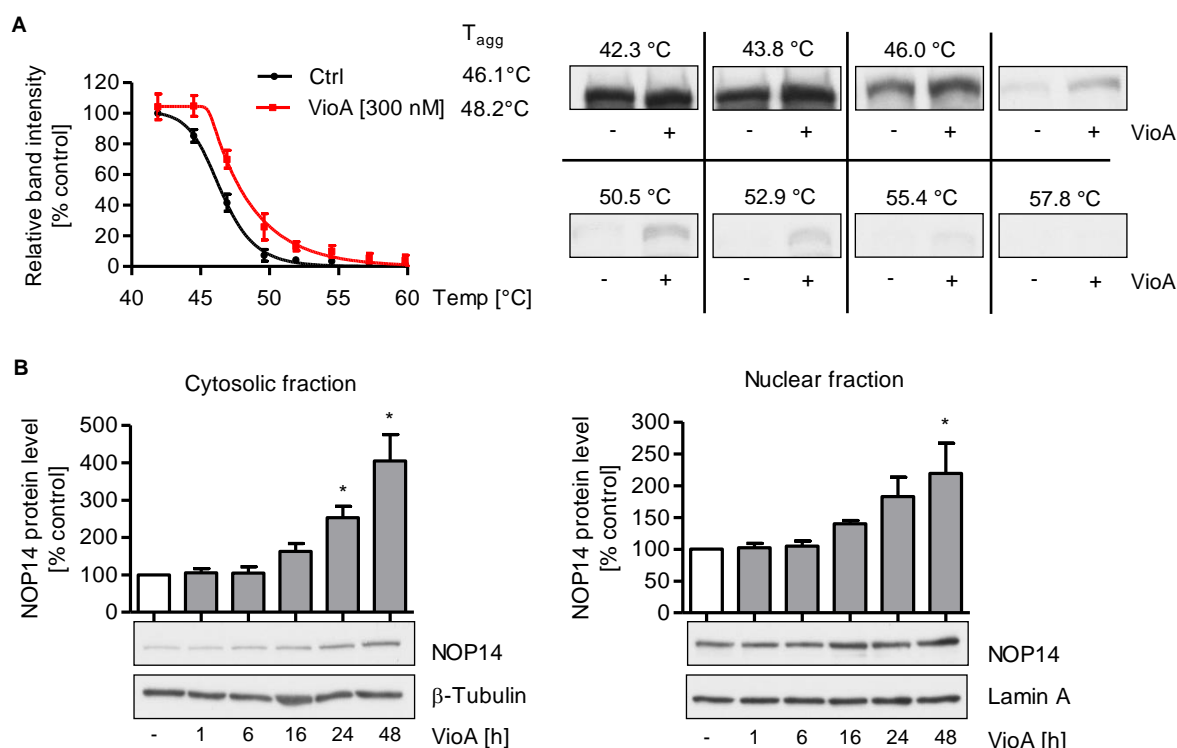 A
Relative band intensity
[% control]
120
100
80
60
40
20
0
40 45 50 55 60 Temp [°C]
Ctrl
VioA [300 nM]
T_agg
46.1°C
48.2°C
42.3 °C 43.8 °C 46.0 °C
- + - + - + - + VioA
50.5 °C 52.9 °C 55.4 °C 57.8 °C
- + - + - + - + VioA
B
Cytosolic fraction
NOP14 protein level
[% control]
500
400
300
200
100
0
*
*
NOP14
β-Tubulin
- 1 6 16 24 48 VioA [h]
Nuclear fraction
NOP14 protein level
[% control]
300
250
200
150
100
50
0
*
NOP14
Lamin A
- 1 6 16 24 48 VioA [h]